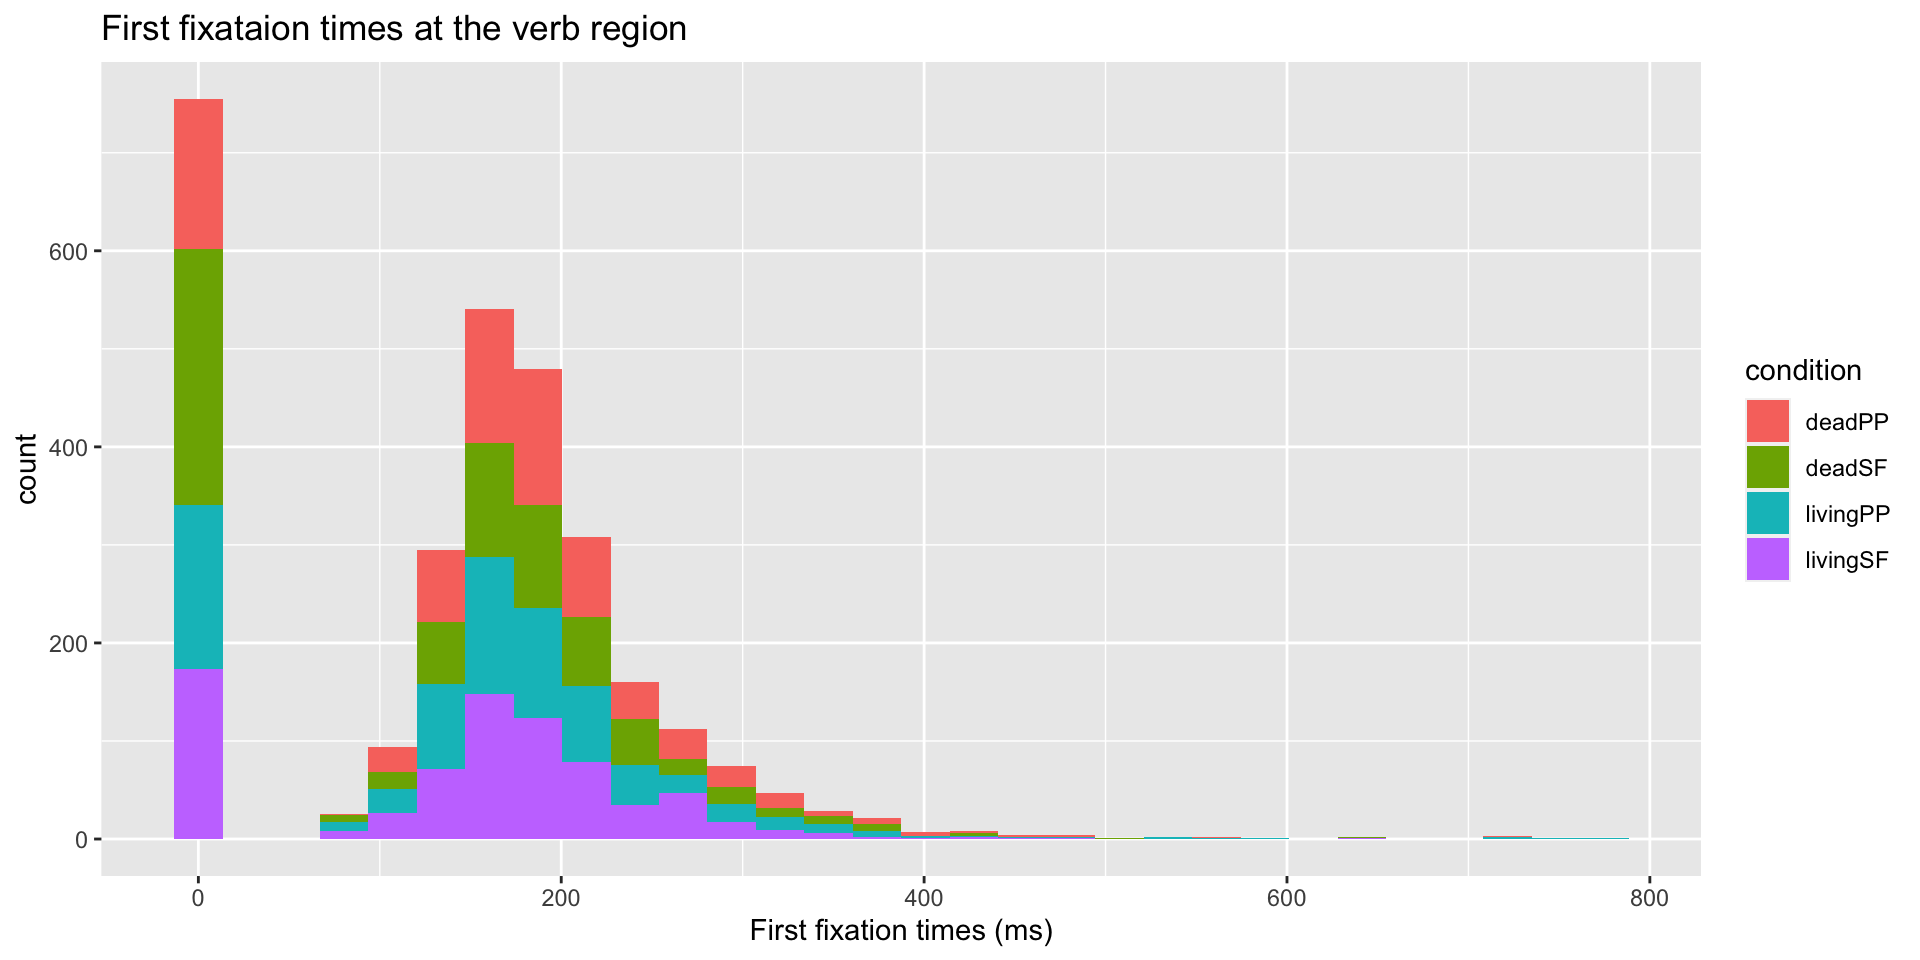 First fixataion times at the verb region
count
600
400
200
0
0 200 400 600 800
First fixation times (ms)
condition
deadPP
deadSF
livingPP
livingSF